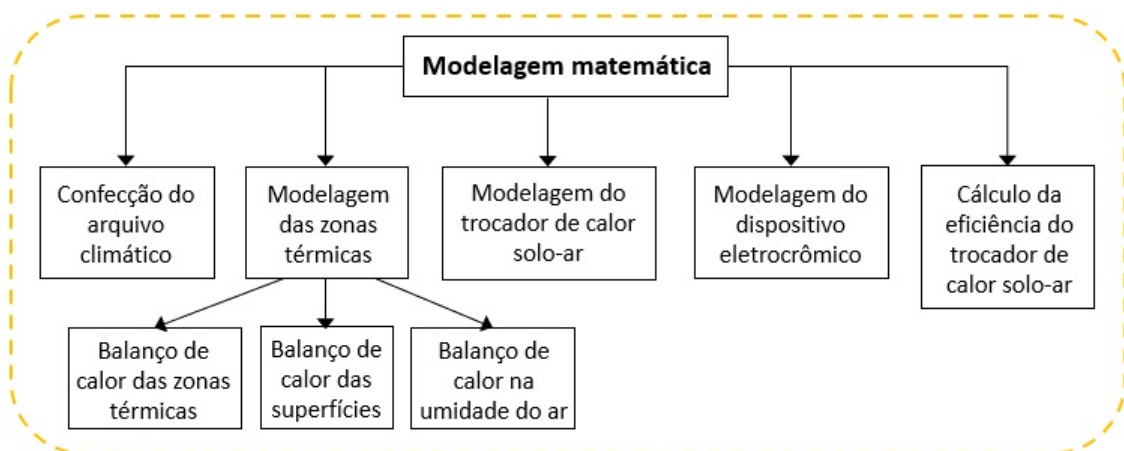 Modelagem matemática
Confecção do
arquivo
climático
Modelagem
das zonas
térmicas
Modelagem do
trocador de calor
solo-ar
Modelagem do
dispositivo
eletrocrômico
Cálculo da
eficiência do
trocador de
calor solo-ar
Balanço de
calor das zonas
térmicas
Balanço de
calor das
superfícies
Balanço de
calor na
umidade do ar